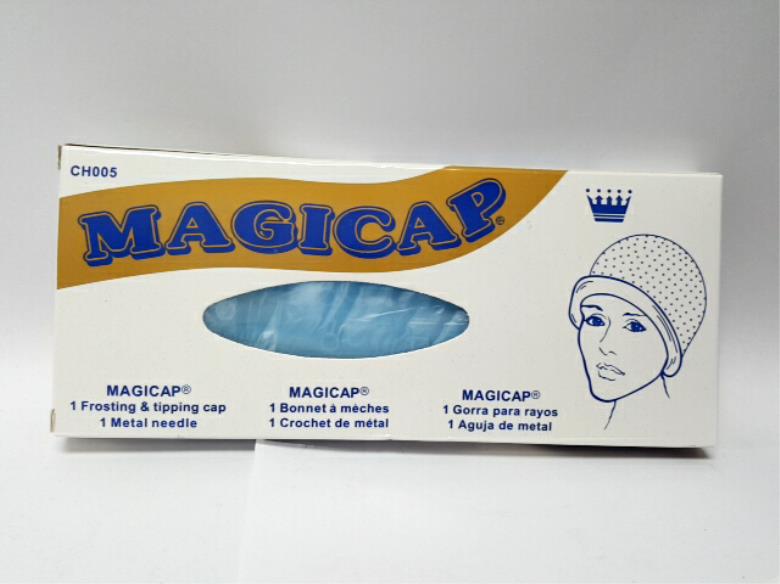 CH005
MAGICAP®
MAGICAP®
1 Frosting & tipping cap
1 Metal needle
MAGICAP®
1 Bonnet à mèches
1 Crochet de métal
MAGICAP®
1 Gorra para rayos
1 Aguja de metal